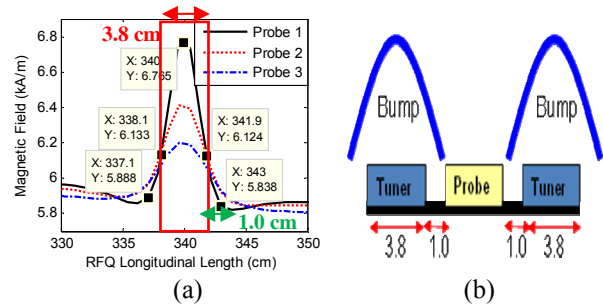 (a)
3.8 cm
Probe 1
Probe 2
Probe 3
Magnetic Field (kA/m)
6.8
6.6
6.4
6.2
6
5.8
X: 340
Y: 6.765
X: 338.1
Y: 6.133
X: 341.9
Y: 6.124
X: 337.1
Y: 5.888
X: 343
Y: 5.838
1.0 cm
330
335
340
345
350
RFQ Longitudinal Length (cm)
(a)
b)
Bump
Bump
Tuner
Probe
Tuner
3.8
1.0
1.0
3.8
(b)